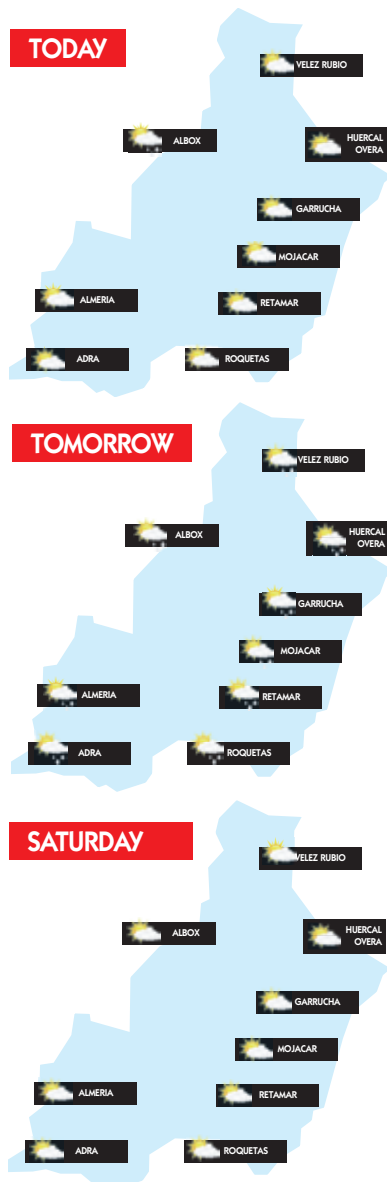 TODAY
VELEZ RUBIO
ALBOX
HUERCAL
OVERA
GARRUCHA
MOJACAR
ALMERIA
RETAMAR
ADRA
ROQUETAS
TOMORROW
VELEZ RUBIO
ALBOX
HUERCAL
OVERA
GARRUCHA
MOJACAR
ALMERIA
RETAMAR
ADRA
ROQUETAS
SATURDAY
VELEZ RUBIO
ALBOX
HUERCAL
OVERA
GARRUCHA
MOJACAR
ALMERIA
RETAMAR
ADRA
ROQUETAS